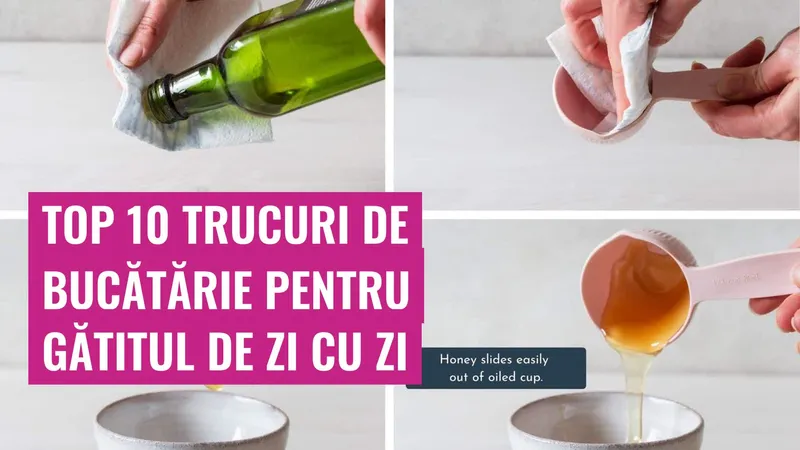 TOP 10 TRUCURI DE
BUCĂTĂRIE PENTRU
GĂTITUL DE ZI CU ZI
Honey slides easily
out of oiled cup.